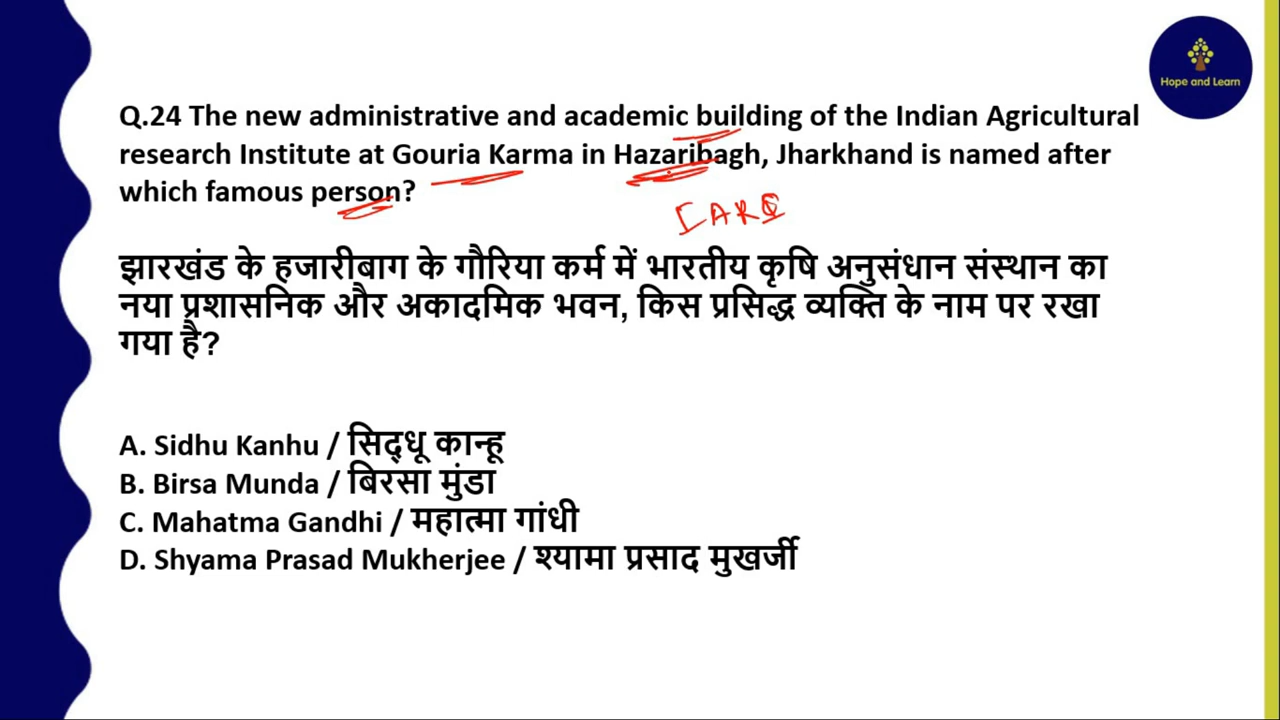 Hope and Learn
Q.24 The new administrative and academic building of the Indian Agricultural
research Institute at Gouria Karma in Hazaribagh, Jharkhand is named after
which famous person?
IARI
झारखंड के हजारीबाग के गौरिया कर्म में भारतीय कृषि अनुसंधान संस्थान का
नया प्रशासनिक और अकादमिक भवन, किस प्रसिद्ध व्यक्ति के नाम पर रखा
गया है?
A. Sidhu Kanhu / सिद्धू कान्हू
B. Birsa Munda / बिरसा मुंडा
C. Mahatma Gandhi / महात्मा गांधी
D. Shyama Prasad Mukherjee / श्यामा प्रसाद मुखर्जी